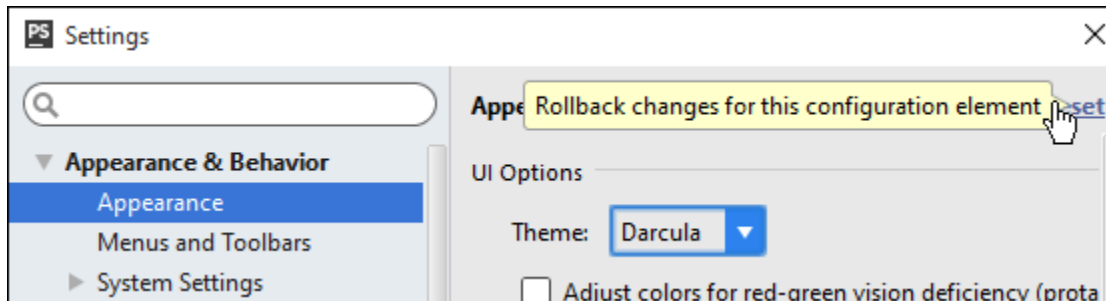 PS Settings
Appe Rollback changes for this configuration element eset
Appearance & Behavior
UI Options
Appearance
Theme: Darcula
Menus and Toolbars
System Settings
Adjust colors for red-green vision deficiency (prota